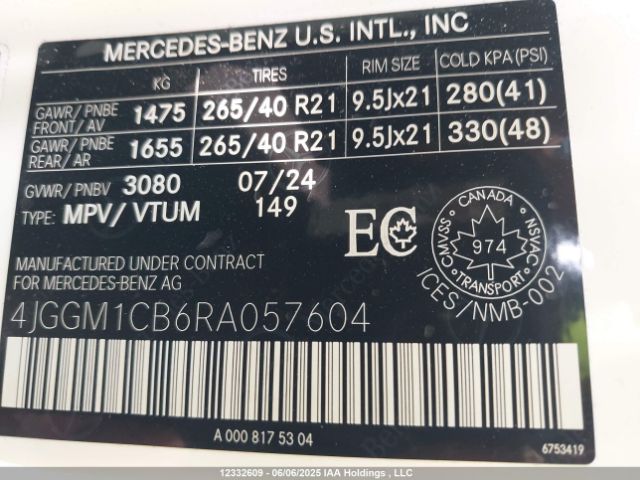 MERCEDES-BENZ U.S. INTL., INC
KG TIRES RIM SIZE COLD KPA (PSI)
GAWR/PNBE FRONT/AV 1475 265/40 R21 9.5Jx21 280(41)
GAWR/PNBE REAR/AR 1655 265/40 R21 9.5Jx21 330(48)
GVWR/PNBV 3080 07/24
TYPE: MPV/VTUM 149
EC
CANADA
CMVSS NSVAC
974
TRANSPORT
ICES/NMB-002
MANUFACTURED UNDER CONTRACT
FOR MERCEDES-BENZ AG
4JGGM1CB6RA057604
A 000 817 53 04
6753419
12332609 - 06/06/2025 IAA Holdings , LLC